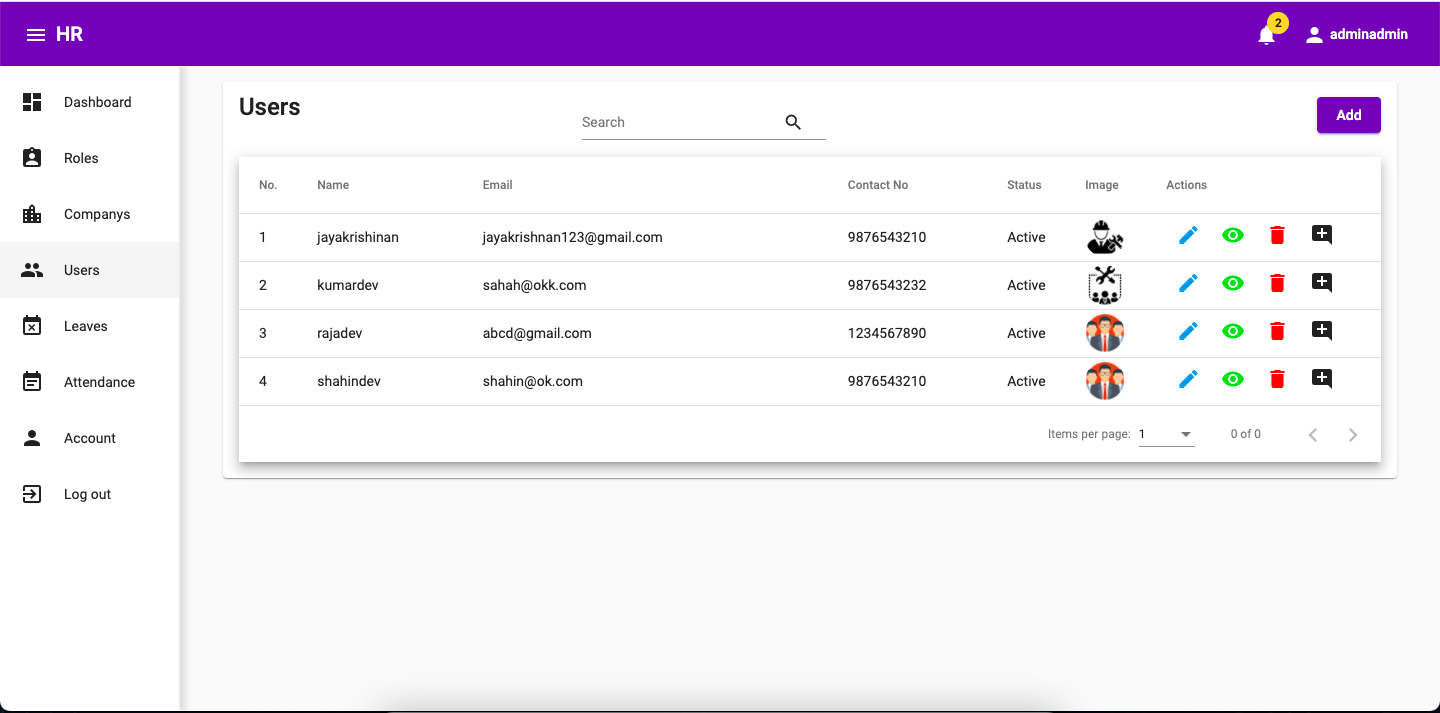 HR
2
adminadmin
Dashboard
Roles
Companys
Users
Leaves
Attendance
Account
Log out
Users
Search
Add
No. Name Email Contact No Status Image Actions
1 jayakrishinan jayakrishnan123@gmail.com 9876543210 Active
2 kumardev sahah@okk.com 9876543232 Active
3 rajadev abcd@gmail.com 1234567890 Active
4 shahindev shahin@ok.com 9876543210 Active
Items per page: 1 0 of 0